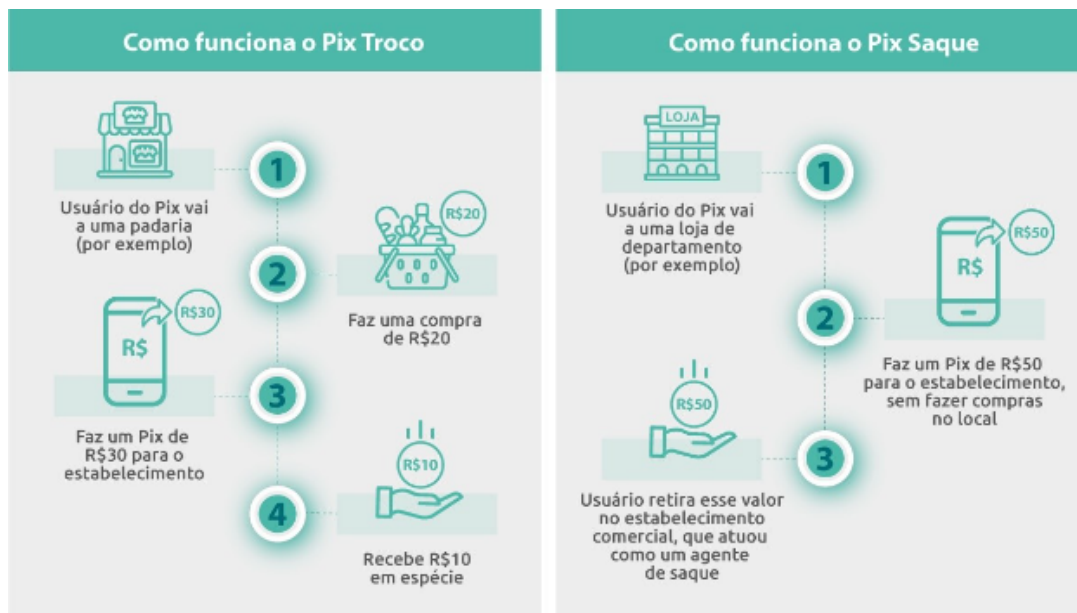 Como funciona o Pix Troco
1
Usuário do Pix vai
a uma padaria
(por exemplo)
2
R$20
Faz uma compra
de R$20
R$
R$30
3
Faz um Pix de
R$30 para o
estabelecimento
4
R$10
Recebe R$10
em espécie
Como funciona o Pix Saque
LOJA
1
Usuário do Pix vai
a uma loja de
departamento
(por exemplo)
R$
R$50
2
Faz um Pix de R$50
para o estabelecimento,
sem fazer compras
no local
R$50
3
Usuário retira esse valor
no estabelecimento
comercial, que atuou
como um agente
de saque